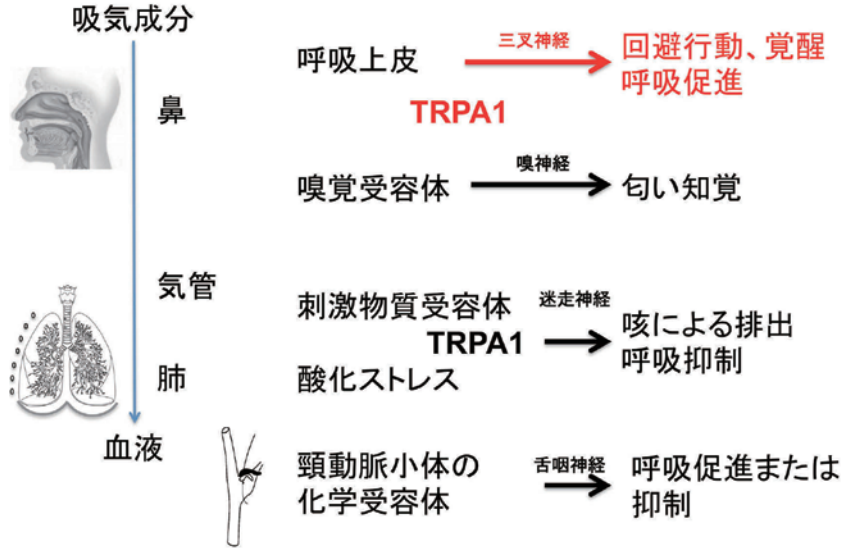 吸気成分
鼻
気管
肺
血液
呼吸上皮
三叉神経
回避行動、覚醒
呼吸促進
TRPA1
嗅覚受容体
嗅神経
匂い知覚
刺激物質受容体
迷走神経
TRPA1
咳による排出
呼吸抑制
酸化ストレス
頸動脈小体の
化学受容体
舌咽神経
呼吸促進または
抑制